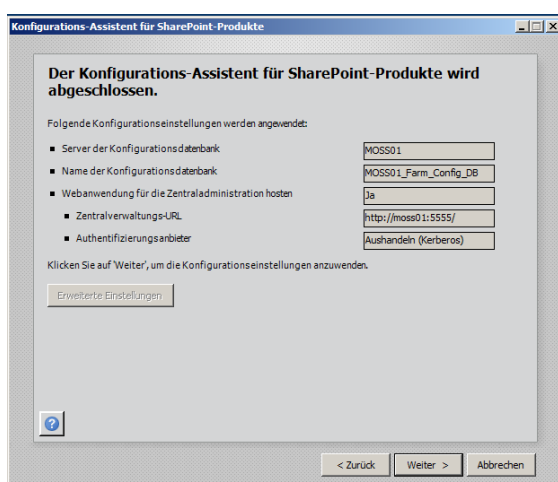 Konfigurations-Assistent für SharePoint-Produkte
Der Konfigurations-Assistent für SharePoint-Produkte wird
abgeschlossen.
Folgende Konfigurationseinstellungen werden angewendet:
Server der Konfigurationsdatenbank MOSS01
Name der Konfigurationsdatenbank MOSS01_Farm_Config_DB
Webanwendung für die Zentraladministration hosten Ja
Zentralverwaltungs-URL http://moss01:5555/
Authentifizierungsanbieter Aushandeln (Kerberos)
Klicken Sie auf 'Weiter', um die Konfigurationseinstellungen anzuwenden.
Erweiterte Einstellungen
?
< Zurück Weiter > Abbrechen